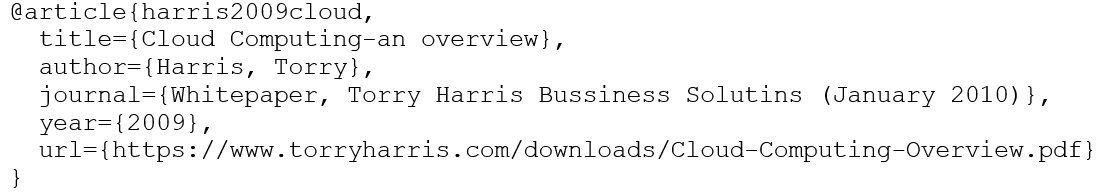 @article{harris2009cloud,
  title={Cloud Computing-an overview},
  author={Harris, Torry},
  journal={Whitepaper, Torry Harris Bussiness Solutins (January 2010)},
  year={2009},
  url={https://www.torryharris.com/downloads/Cloud-Computing-Overview.pdf}
}